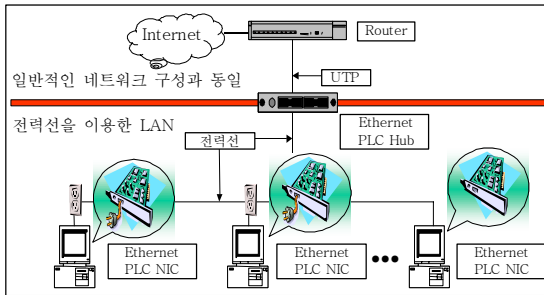 Internet
Router
일반적인 네트워크 구성과 동일
UTP
전력선을 이용한 LAN
Ethernet
PLC Hub
전력선
Ethernet
PLC NIC
Ethernet
PLC NIC
Ethernet
PLC NIC